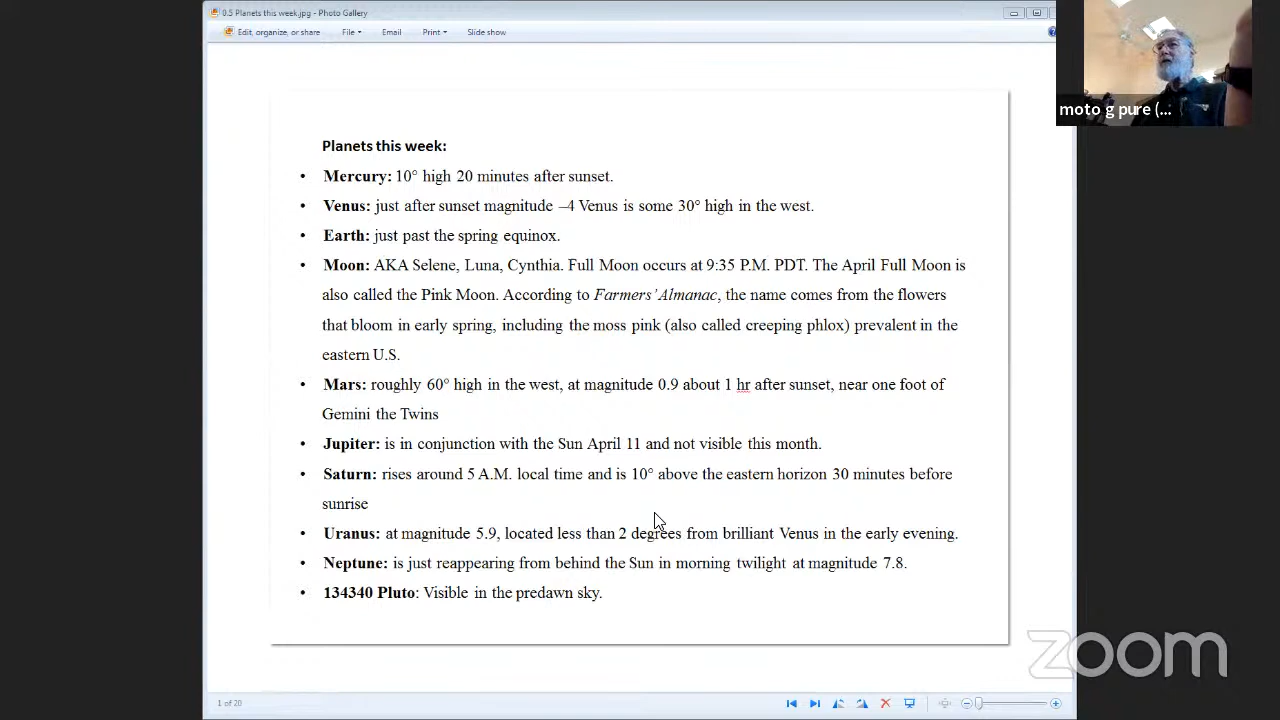 0.5 Planets this week.jpg - Photo Gallery
Edit, organize, or share File Email Print Slide show
moto g pure (...
Planets this week:
• Mercury: 10° high 20 minutes after sunset.
• Venus: just after sunset magnitude –4 Venus is some 30° high in the west.
• Earth: just past the spring equinox.
• Moon: AKA Selene, Luna, Cynthia. Full Moon occurs at 9:35 P.M. PDT. The April Full Moon is
also called the Pink Moon. According to Farmers' Almanac, the name comes from the flowers
that bloom in early spring, including the moss pink (also called creeping phlox) prevalent in the
eastern U.S.
• Mars: roughly 60° high in the west, at magnitude 0.9 about 1 hr after sunset, near one foot of
Gemini the Twins
• Jupiter: is in conjunction with the Sun April 11 and not visible this month.
• Saturn: rises around 5 A.M. local time and is 10° above the eastern horizon 30 minutes before
sunrise
• Uranus: at magnitude 5.9, located less than 2 degrees from brilliant Venus in the early evening.
• Neptune: is just reappearing from behind the Sun in morning twilight at magnitude 7.8.
• 134340 Pluto: Visible in the predawn sky.
zoom
1 of 20